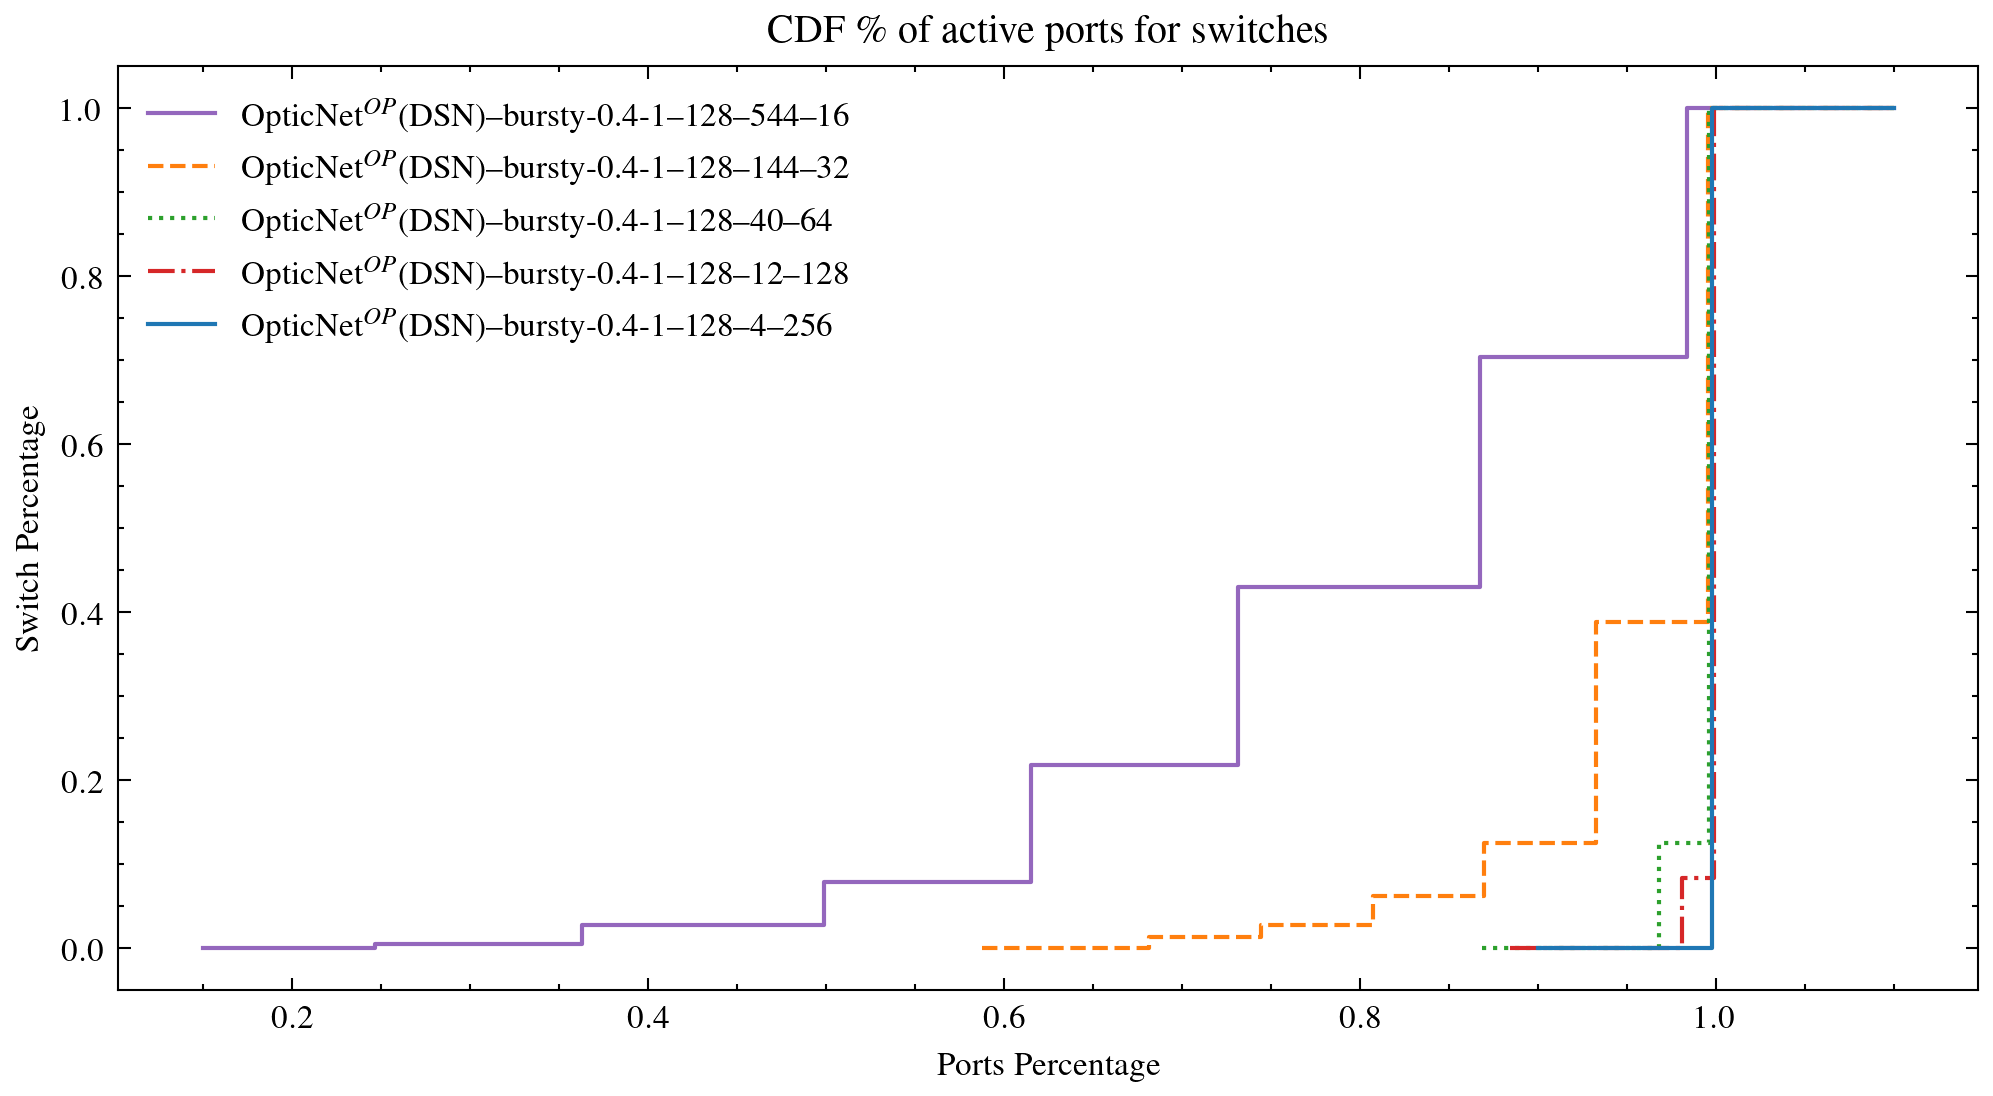 CDF % of active ports for switches
1.0
0.8
0.6
0.4
0.2
0.0
Switch Percentage
OpticNet^OP(DSN)–bursty-0.4-1–128–544–16
OpticNet^OP(DSN)–bursty-0.4-1–128–144–32
OpticNet^OP(DSN)–bursty-0.4-1–128–40–64
OpticNet^OP(DSN)–bursty-0.4-1–128–12–128
OpticNet^OP(DSN)–bursty-0.4-1–128–4–256
0.2 0.4 0.6 0.8 1.0
Ports Percentage